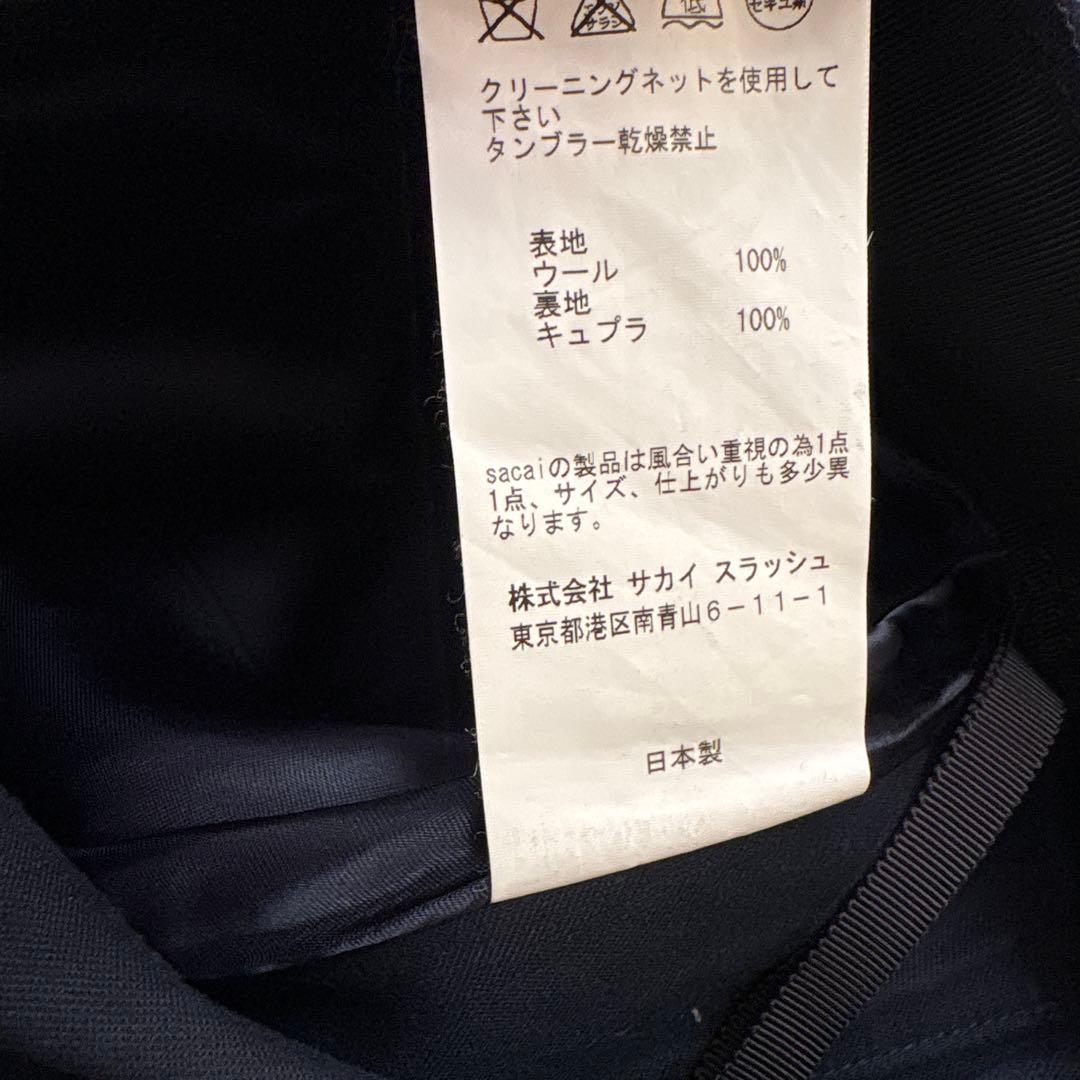 低
セキユ系
クリーニングネットを使用して
下さい
タンブラー乾燥禁止
表地
ウール 100%
裏地
キュプラ 100%
sacaiの製品は風合い重視の為1点
1点、サイズ、仕上がりも多少異
なります。
株式会社 サカイ スラッシュ
東京都港区南青山6-11-1
日本製